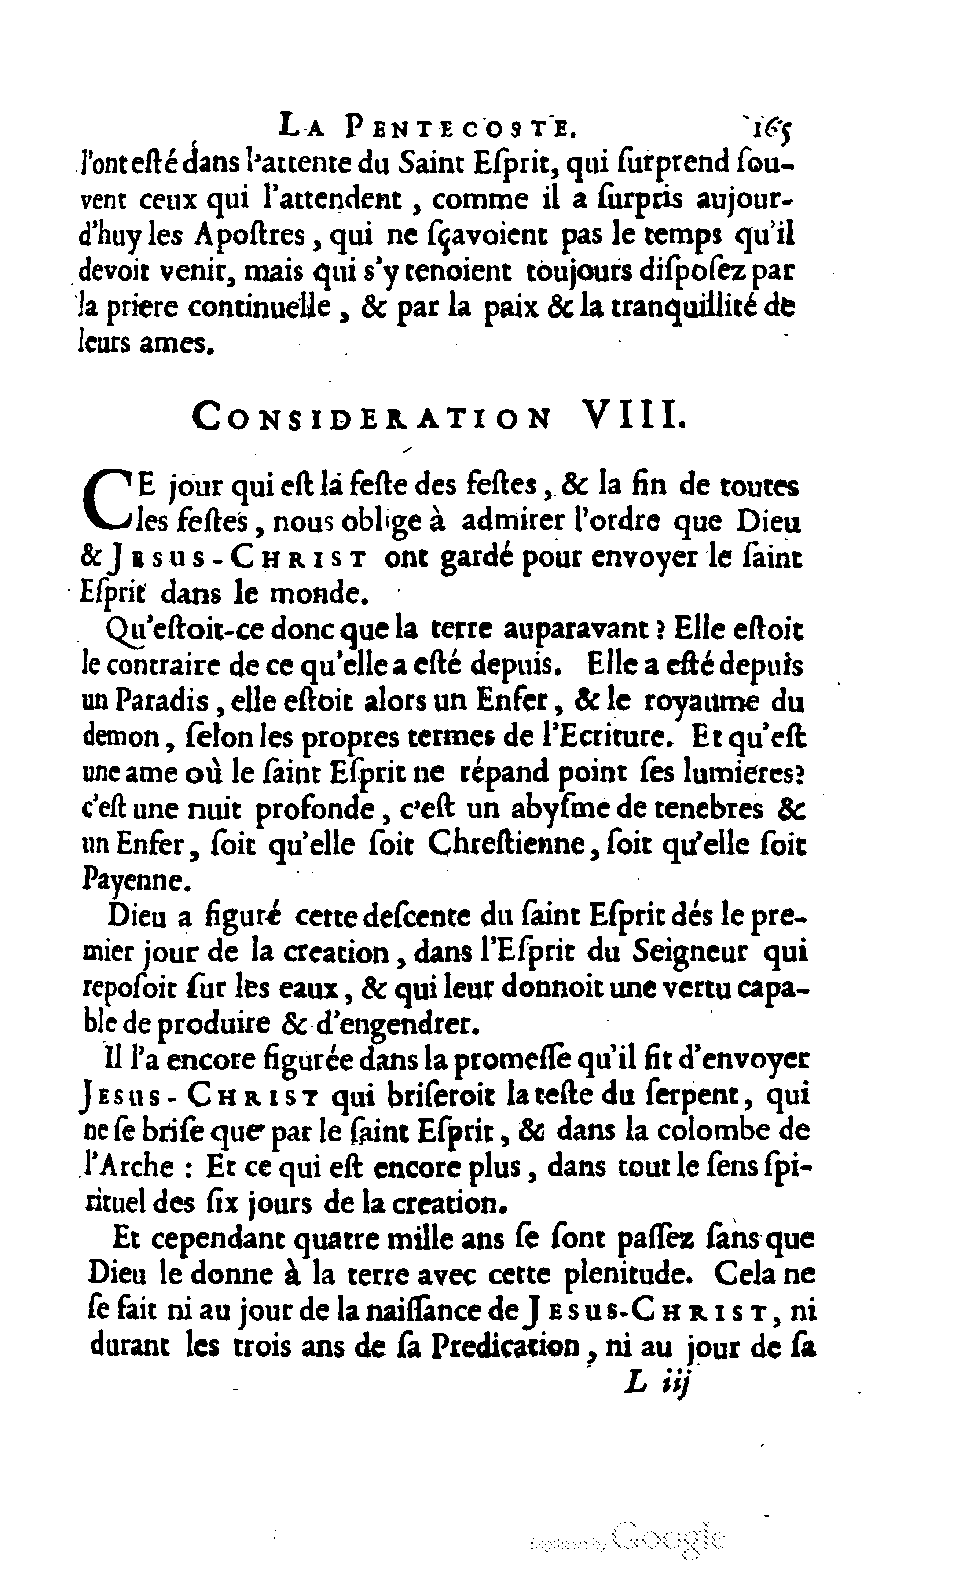 LA PENTECOSTE. 165
l'ont eſté dans l'attente du Saint Eſprit, qui ſurprend ſou-
vent ceux qui l'attendent, comme il a ſurpris aujour-
d'huy les Apoſtres, qui ne ſçavoient pas le temps qu'il
devoit venir, mais qui s'y tenoient toujours diſpoſez par
la priere continuelle, & par la paix & la tranquillité de
leurs ames.
CONSIDERATION VIII.
CE jour qui eſt la feſte des feſtes, & la fin de toutes
les feſtes, nous oblige à admirer l'ordre que Dieu
& JESUS-CHRIST ont gardé pour envoyer le ſaint
Eſprit dans le monde.
Qu'eſtoit-ce donc que la terre auparavant ? Elle eſtoit
le contraire de ce qu'elle a eſté depuis. Elle a eſté depuis
un Paradis, elle eſtoit alors un Enfer, & le royaume du
demon, ſelon les propres termes de l'Ecriture. Et qu'eſt
une ame où le ſaint Eſprit ne répand point ſes lumieres?
c'eſt une nuit profonde, c'eſt un abyſme de tenebres &
un Enfer, ſoit qu'elle ſoit Chreſtienne, ſoit qu'elle ſoit
Payenne.
Dieu a figuré cette deſcente du ſaint Eſprit dés le pre-
mier jour de la creation, dans l'Eſprit du Seigneur qui
repoſoit ſur les eaux, & qui leur donnoit une vertu capa-
ble de produire & d'engendrer.
Il l'a encore figurée dans la promeſſe qu'il fit d'envoyer
JESUS-CHRIST qui briſeroit la teſte du ſerpent, qui
ne ſe briſe que par le ſaint Eſprit, & dans la colombe de
l'Arche : Et ce qui eſt encore plus, dans tout le ſens ſpi-
rituel des ſix jours de la creation.
Et cependant quatre mille ans ſe ſont paſſez ſans que
Dieu le donne à la terre avec cette plenitude. Cela ne
ſe fait ni au jour de la naiſſance de JESUS-CHRIST, ni
durant les trois ans de ſa Predication, ni au jour de ſa
L iij
Digitized by Google